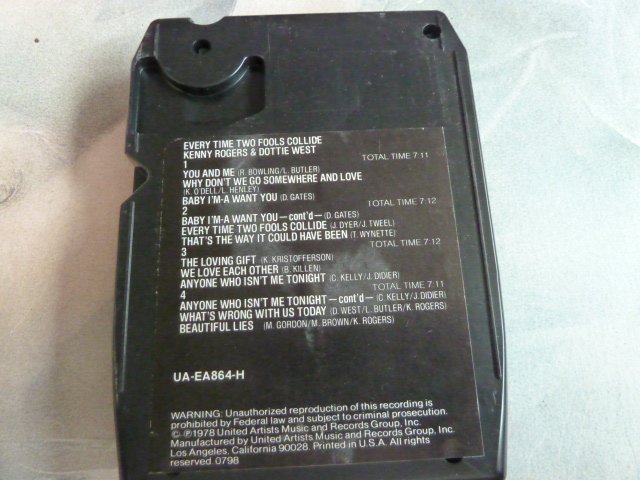 EVERY TIME TWO FOOLS COLLIDE
KENNY ROGERS & DOTTIE WEST
1 TOTAL TIME 7:11
YOU AND ME (R. BOWLING/L. BUTLER)
WHY DON'T WE GO SOMEWHERE AND LOVE
(K. O'DELL/L. HENLEY)
BABY I'M-A WANT YOU (D. GATES)
2 TOTAL TIME 7:12
BABY I'M-A WANT YOU—cont'd—(D. GATES)
EVERY TIME TWO FOOLS COLLIDE (J. DYER/J. TWEEL)
THAT'S THE WAY IT COULD HAVE BEEN (T. WYNETTE)
3 TOTAL TIME 7:12
THE LOVING GIFT (K. KRISTOFFERSON)
WE LOVE EACH OTHER (B. KILLEN)
ANYONE WHO ISN'T ME TONIGHT (C. KELLY/J. DIDIER)
4 TOTAL TIME 7:11
ANYONE WHO ISN'T ME TONIGHT—cont'd—(C. KELLY/J. DIDIER)
WHAT'S WRONG WITH US TODAY (D. WEST/L. BUTLER/K. ROGERS)
BEAUTIFUL LIES (M. GORDON/M. BROWN/K. ROGERS)
UA-EA864-H
WARNING: Unauthorized reproduction of this recording is
prohibited by Federal law and subject to criminal prosecution.
© ℗ 1978 United Artists Music and Records Group, Inc.
Manufactured by United Artists Music and Records Group, Inc.
Los Angeles, California 90028. Printed in U.S.A. All rights
reserved 0798